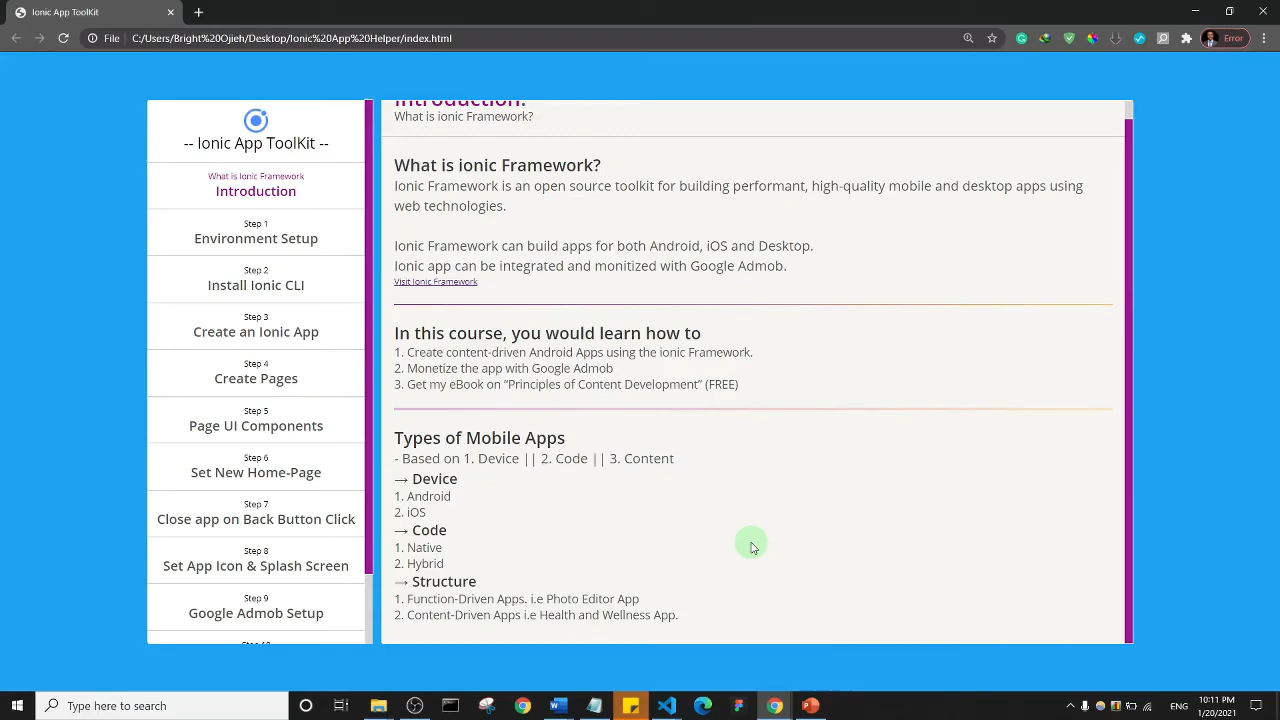 Ionic App ToolKit
File
C:/Users/Bright%20Ojieh/Desktop/Ionic%20App%20Helper/index.html
Error
-- Ionic App ToolKit --
What is Ionic Framework
Introduction
Step 1
Environment Setup
Step 2
Install Ionic CLI
Step 3
Create an Ionic App
Step 4
Create Pages
Step 5
Page UI Components
Step 6
Set New Home-Page
Step 7
Close app on Back Button Click
Step 8
Set App Icon & Splash Screen
Step 9
Google Admob Setup
Step 10
Introduction:
What is ionic Framework?
What is ionic Framework?
Ionic Framework is an open source toolkit for building performant, high-quality mobile and desktop apps using
web technologies.
Ionic Framework can build apps for both Android, iOS and Desktop.
Ionic app can be integrated and monitized with Google Admob.
Visit Ionic Framework
In this course, you would learn how to
1. Create content-driven Android Apps using the ionic Framework.
2. Monetize the app with Google Admob
3. Get my eBook on “Principles of Content Development” (FREE)
Types of Mobile Apps
- Based on 1. Device || 2. Code || 3. Content
→ Device
1. Android
2. iOS
→ Code
1. Native
2. Hybrid
→ Structure
1. Function-Driven Apps. i.e Photo Editor App
2. Content-Driven Apps i.e Health and Wellness App.
Type here to search
ENG
10:11 PM
1/20/2021